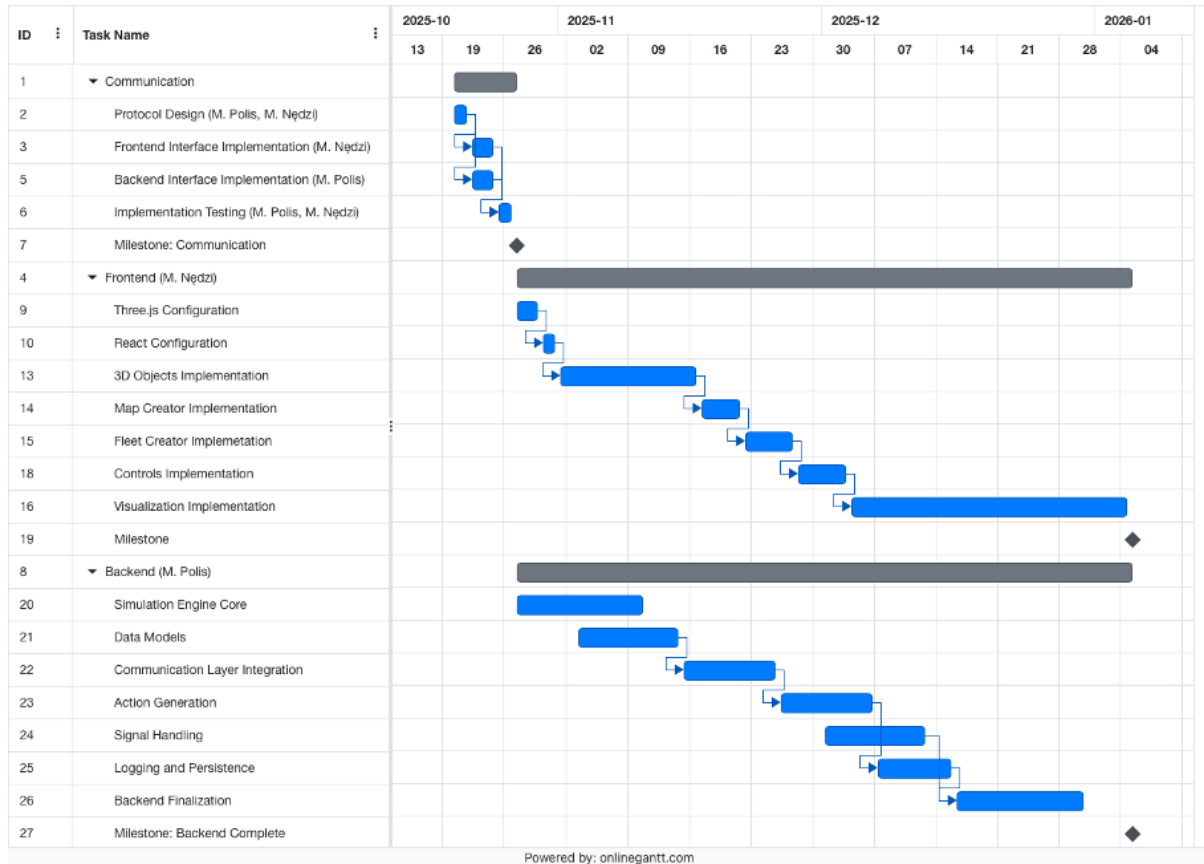 ID Task Name 2025-10 2025-11 2025-12 2026-01
13 19 26 02 09 16 23 30 07 14 21 28 04
1 Communication
2 Protocol Design (M. Polis, M. Nędzi)
3 Frontend Interface Implementation (M. Nędzi)
5 Backend Interface Implementation (M. Polis)
6 Implementation Testing (M. Polis, M. Nędzi)
7 Milestone: Communication
4 Frontend (M. Nędzi)
9 Three.js Configuration
10 React Configuration
13 3D Objects Implementation
14 Map Creator Implementation
15 Fleet Creator Implemetation
18 Controls Implementation
16 Visualization Implementation
19 Milestone
8 Backend (M. Polis)
20 Simulation Engine Core
21 Data Models
22 Communication Layer Integration
23 Action Generation
24 Signal Handling
25 Logging and Persistence
26 Backend Finalization
27 Milestone: Backend Complete
Powered by: onlinegantt.com